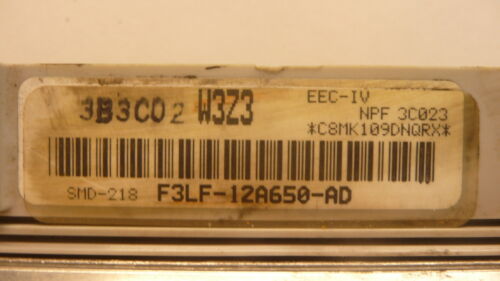 3B3C02 W3Z3 EEC-IV
NPF 3C023
*C8MK109DNQRX*
SMD-218 F3LF-12A650-AD